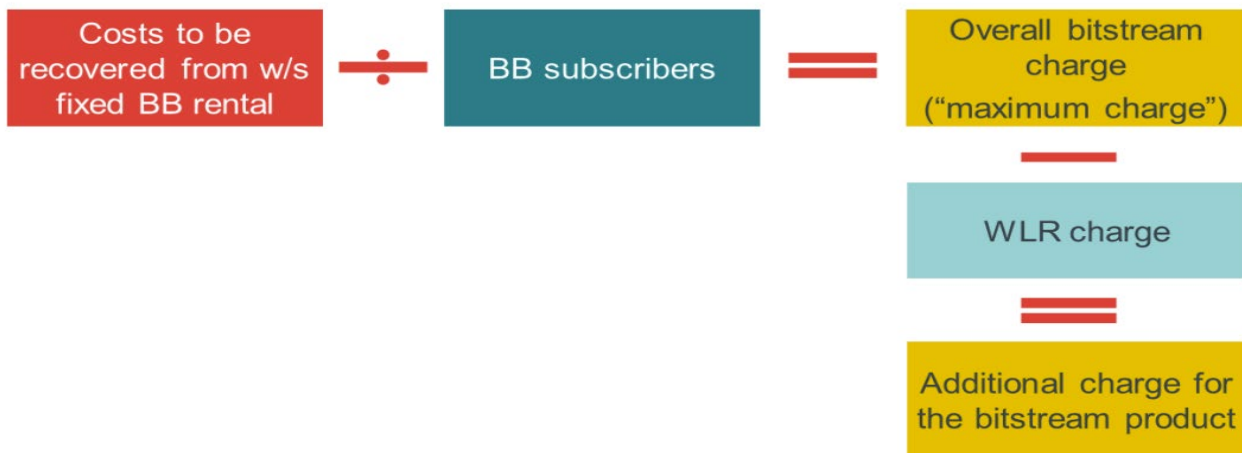 Costs to be
recovered from w/s
fixed BB rental
÷
BB subscribers
=
Overall bitstream
charge
(“maximum charge”)
−
WLR charge
=
Additional charge for
the bitstream product